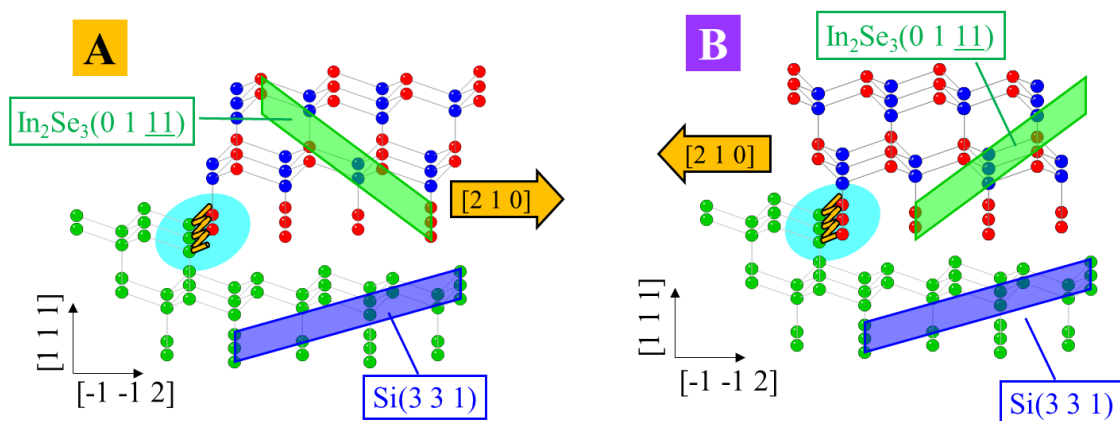 A
In₂Se₃(0 1 11)
[2 1 0]
[1 1 1]
[-1 -1 2]
Si(3 3 1)
B
In₂Se₃(0 1 11)
[2 1 0]
[1 1 1]
[-1 -1 2]
Si(3 3 1)